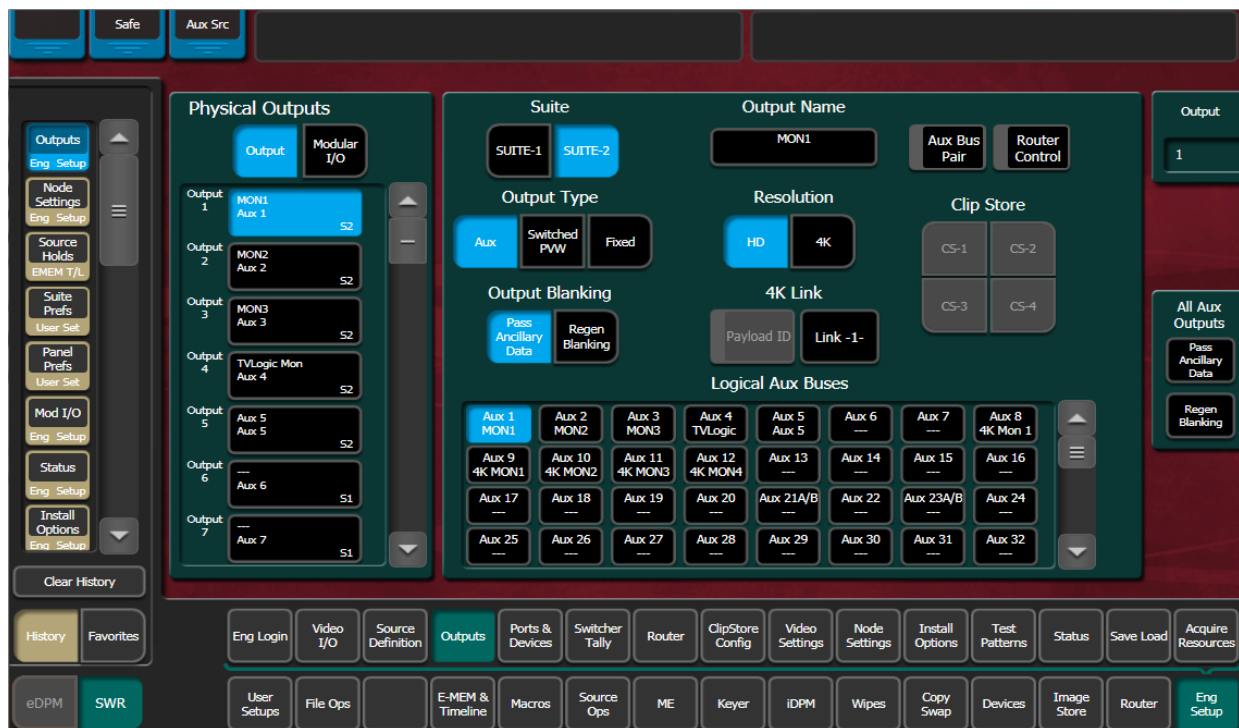 Safe
Aux Src
Outputs
Eng Setup
Node
Settings
Eng Setup
Source
Holds
EMEM T/L
Suite
Prefs
User Set
Panel
Prefs
User Set
Mod I/O
Eng Setup
Status
Eng Setup
Install
Options
Eng Setup
Clear History
History
Favorites
eDPM
SWR
Physical Outputs
Output
Modular
I/O
Output
1
MON1
Aux 1
S2
Output
2
MON2
Aux 2
S2
Output
3
MON3
Aux 3
S2
Output
4
TVLogic Mon
Aux 4
S2
Output
5
Aux 5
Aux 5
S2
Output
6
---
Aux 6
S1
Output
7
---
Aux 7
S1
Suite
SUITE-1
SUITE-2
Output Name
MON1
Aux Bus
Pair
Router
Control
Output Type
Aux
Switched
PVW
Fixed
Resolution
HD
4K
Clip Store
CS-1
CS-2
CS-3
CS-4
Output Blanking
Pass
Ancillary
Data
Regen
Blanking
4K Link
Payload ID
Link -1-
Logical Aux Buses
Aux 1
MON1
Aux 2
MON2
Aux 3
MON3
Aux 4
TVLogic
Aux 5
Aux 5
Aux 6
---
Aux 7
---
Aux 8
4K Mon 1
Aux 9
4K MON1
Aux 10
4K MON2
Aux 11
4K MON3
Aux 12
4K MON4
Aux 13
---
Aux 14
---
Aux 15
---
Aux 16
---
Aux 17
---
Aux 18
---
Aux 19
---
Aux 20
---
Aux 21A/B
---
Aux 22
---
Aux 23A/B
---
Aux 24
---
Aux 25
---
Aux 26
---
Aux 27
---
Aux 28
---
Aux 29
---
Aux 30
---
Aux 31
---
Aux 32
---
Output
1
All Aux
Outputs
Pass
Ancillary
Data
Regen
Blanking
Eng Login
Video
I/O
Source
Definition
Outputs
Ports &
Devices
Switcher
Tally
Router
ClipStore
Config
Video
Settings
Node
Settings
Install
Options
Test
Patterns
Status
Save Load
Acquire
Resources
User
Setups
File Ops
E-MEM &
Timeline
Macros
Source
Ops
ME
Keyer
iDPM
Wipes
Copy
Swap
Devices
Image
Store
Router
Eng
Setup